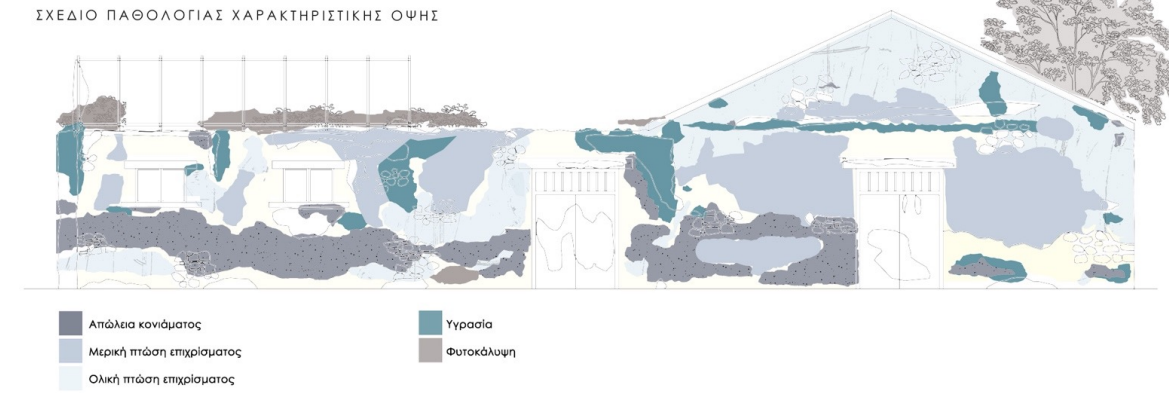 ΣΧΕΔΙΟ ΠΑΘΟΛΟΓΙΑΣ ΧΑΡΑΚΤΗΡΙΣΤΙΚΗΣ ΟΨΗΣ
Απώλεια κονιάματος
Μερική πτώση επιχρίσματος
Ολική πτώση επιχρίσματος
Υγρασία
Φυτοκάλυψη